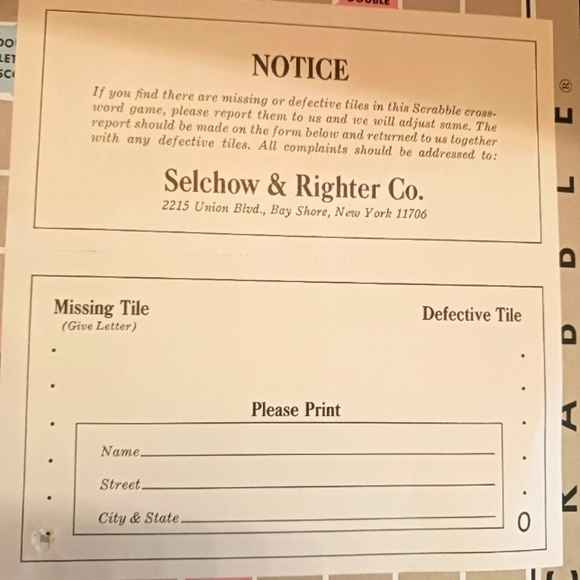 DOUBLE
NOTICE
If you find there are missing or defective tiles in this Scrabble cross-
word game, please report them to us and we will adjust same. The
report should be made on the form below and returned to us together
with any defective tiles. All complaints should be addressed to:
Selchow & Righter Co.
2215 Union Blvd., Bay Shore, New York 11706
Missing Tile
(Give Letter)
Defective Tile
Please Print
Name
Street
City & State
O
CRABBLE®